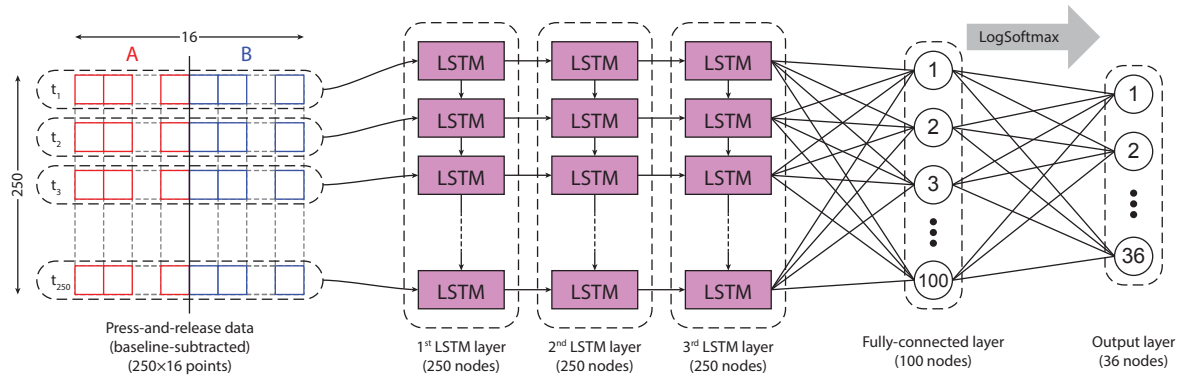 16
A
B
250
t1
t2
t3
t250
Press-and-release data
(baseline-subtracted)
(250×16 points)
LSTM
LSTM
LSTM
LSTM
LSTM
LSTM
LSTM
LSTM
LSTM
LSTM
LSTM
LSTM
1st LSTM layer
(250 nodes)
2nd LSTM layer
(250 nodes)
3rd LSTM layer
(250 nodes)
1
2
3
100
Fully-connected layer
(100 nodes)
LogSoftmax
1
2
36
Output layer
(36 nodes)